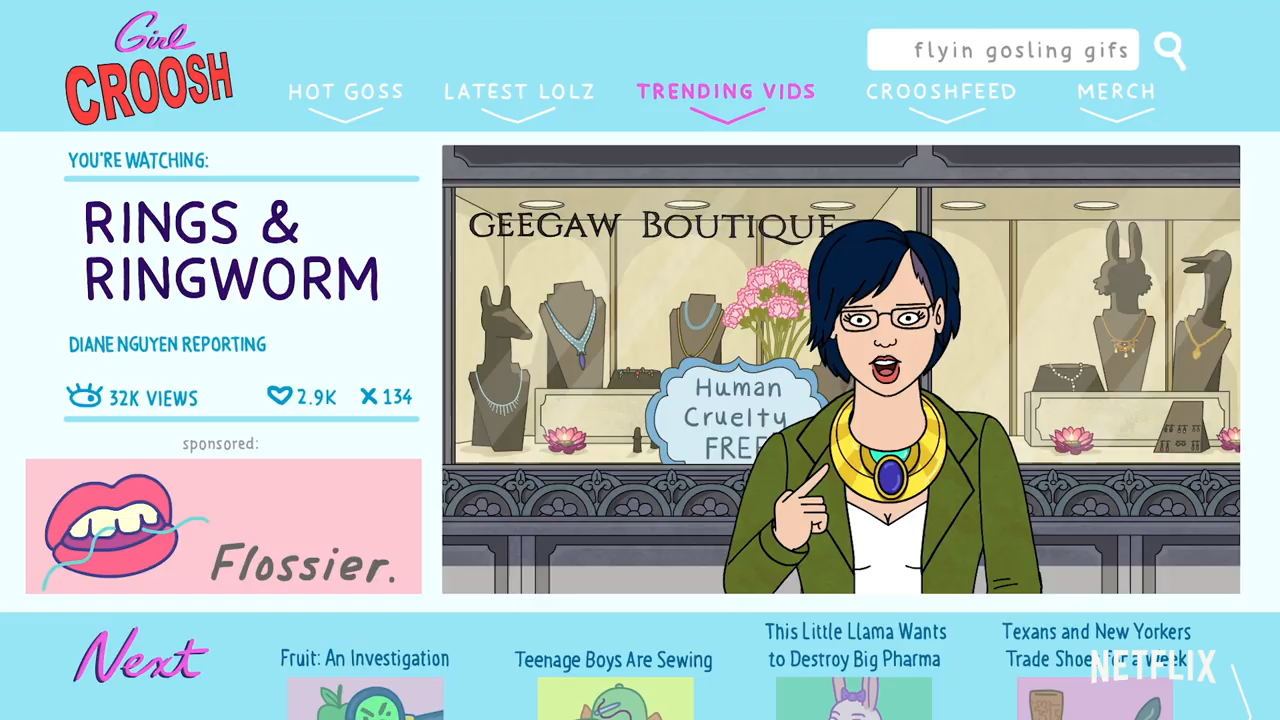 Girl
CROOSH
flyin gosling gifs
HOT GOSS
LATEST LOLZ
TRENDING VIDS
CROOSHFEED
MERCH
YOU'RE WATCHING:
RINGS &
RINGWORM
DIANE NGUYEN REPORTING
32K VIEWS
2.9K
134
sponsored:
Flossier.
GEEGAW BOUTIQUE
Human
Cruelty
FREE
Next
Fruit: An Investigation
Teenage Boys Are Sewing
This Little Llama Wants
to Destroy Big Pharma
Texans and New Yorkers
Trade Shoes for a Week
NETFLIX